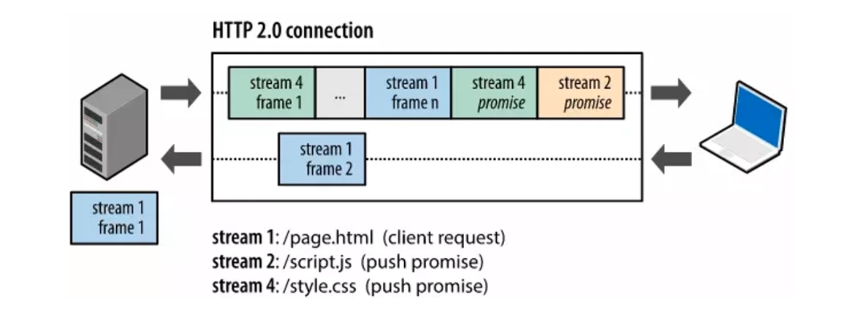 HTTP 2.0 connection
stream 4
frame 1
...
stream 1
frame n
stream 4
promise
stream 2
promise
stream 1
frame 2
stream 1
frame 1
stream 1: /page.html (client request)
stream 2: /script.js (push promise)
stream 4: /style.css (push promise)